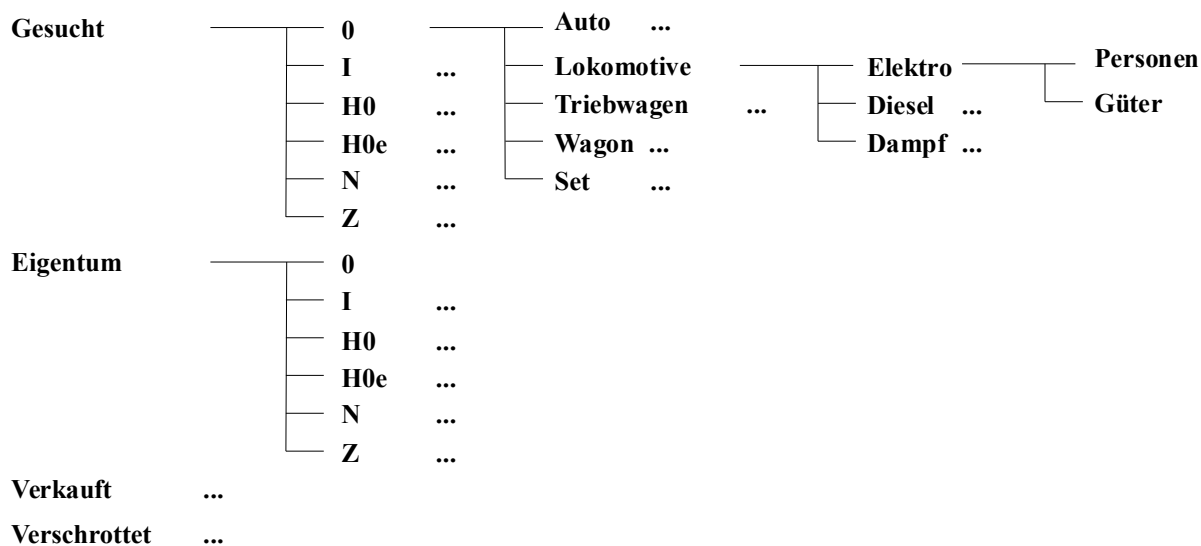 Gesucht 0 Auto ...
I ... Lokomotive Elektro Personen
H0 ... Triebwagen ... Diesel ... Güter
H0e ... Wagon ... Dampf ...
N ... Set ...
Z ...
Eigentum 0
I ...
H0 ...
H0e ...
N ...
Z ...
Verkauft ...
Verschrottet ...